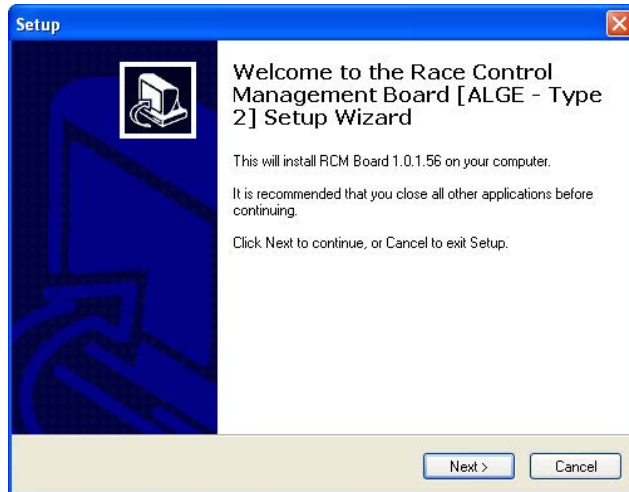 Setup
Welcome to the Race Control
Management Board [ALGE - Type
2] Setup Wizard
This will install RCM Board 1.0.1.56 on your computer.
It is recommended that you close all other applications before
continuing.
Click Next to continue, or Cancel to exit Setup.
Next >
Cancel